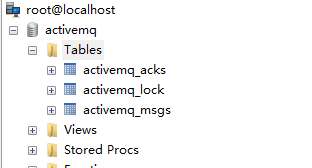 root@localhost
activemq
Tables
activemq_acks
activemq_lock
activemq_msgs
Views
Stored Procs